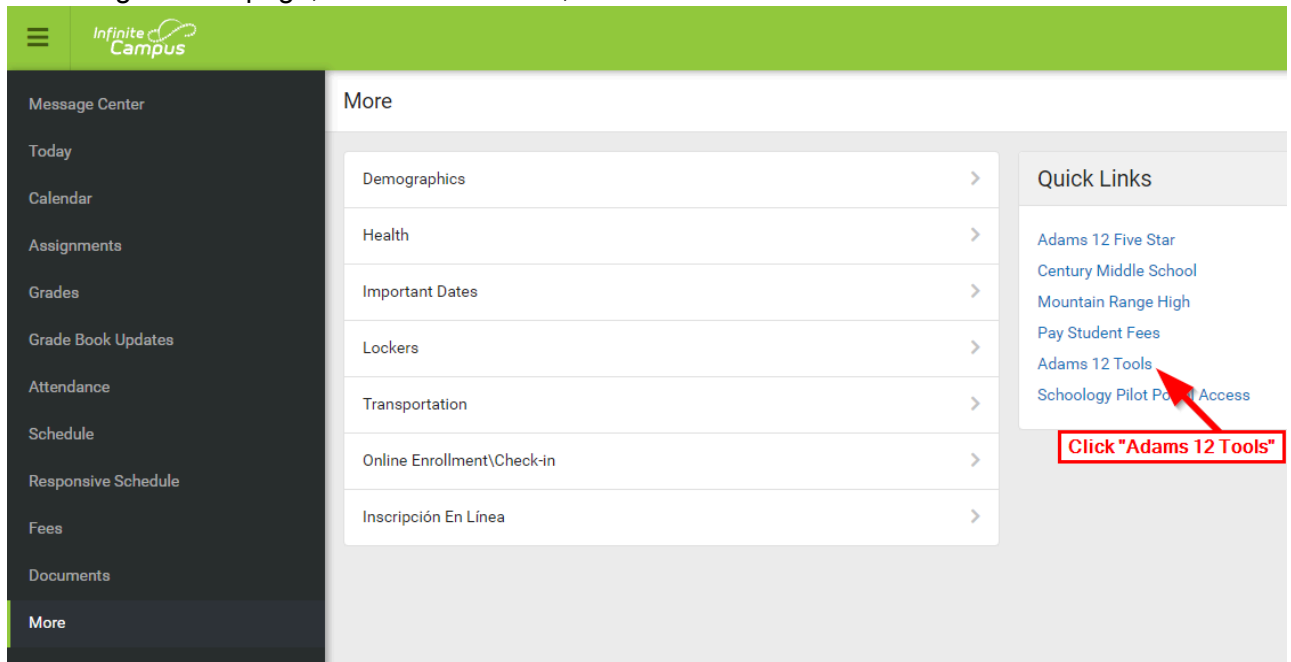 Infinite
Campus
Message Center
Today
Calendar
Assignments
Grades
Grade Book Updates
Attendance
Schedule
Responsive Schedule
Fees
Documents
More
More
Demographics
Health
Important Dates
Lockers
Transportation
Online Enrollment\Check-in
Inscripción En Línea
Quick Links
Adams 12 Five Star
Century Middle School
Mountain Range High
Pay Student Fees
Adams 12 Tools
Schoology Pilot Portal Access
Click "Adams 12 Tools"